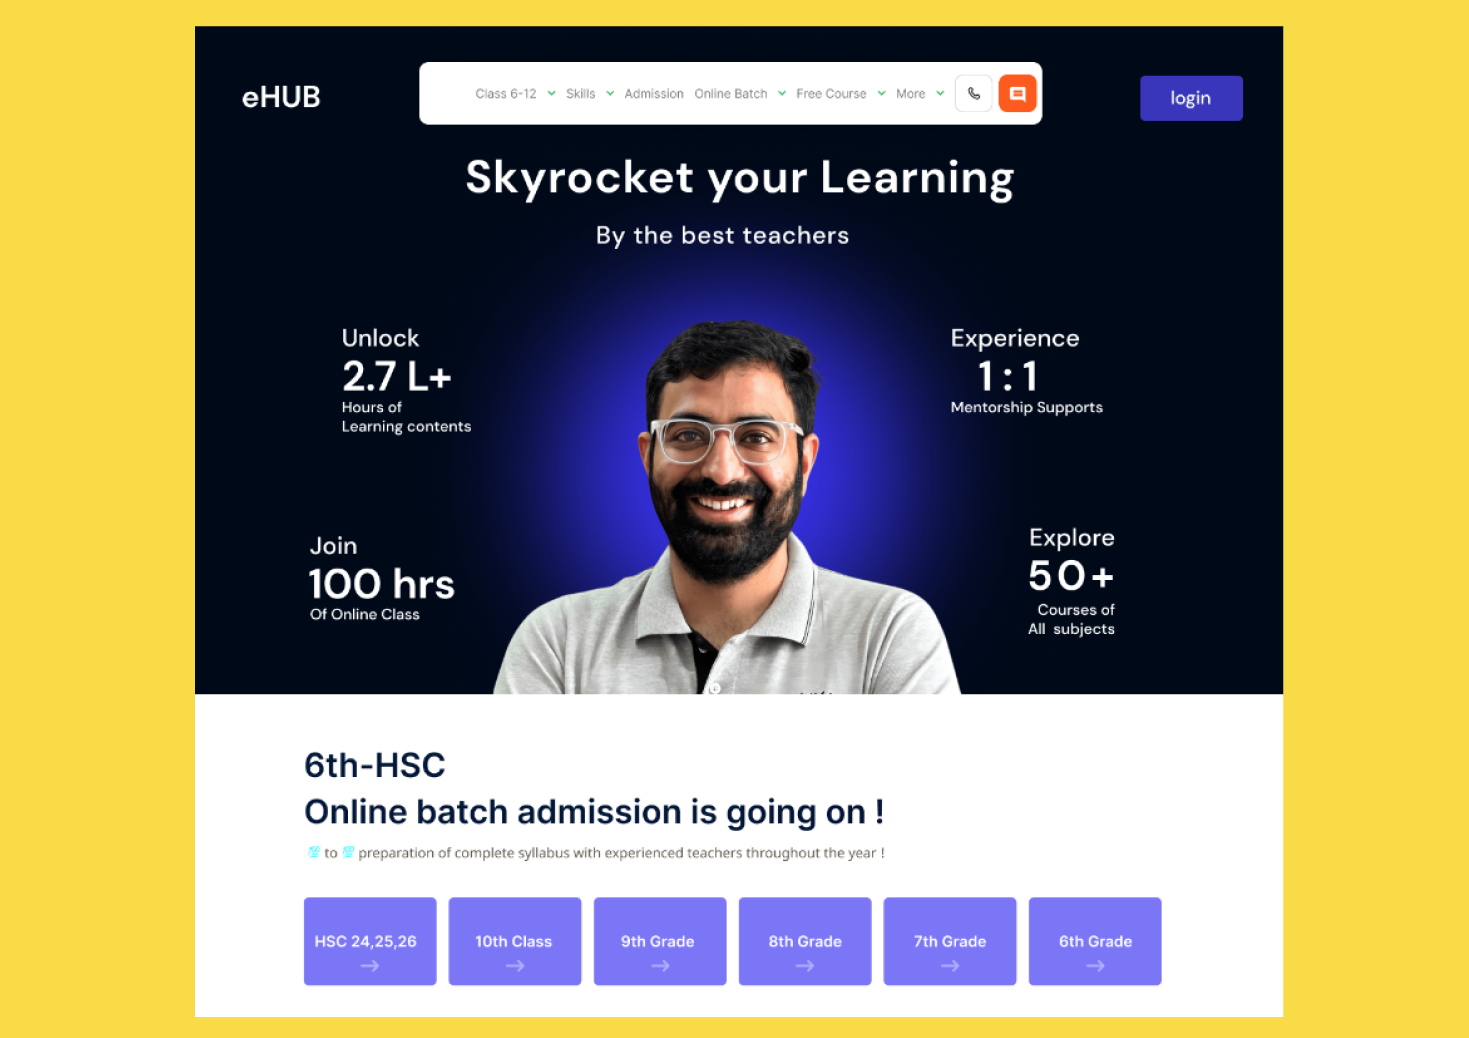 eHUB
Class 6-12 Skills Admission Online Batch Free Course More
login
Skyrocket your Learning
By the best teachers
Unlock
2.7 L+
Hours of
Learning contents
Experience
1 : 1
Mentorship Supports
Join
100 hrs
Of Online Class
Explore
50+
Courses of
All subjects
6th-HSC
Online batch admission is going on !
💯 to 💯 preparation of complete syllabus with experienced teachers throughout the year !
HSC 24,25,26
10th Class
9th Grade
8th Grade
7th Grade
6th Grade